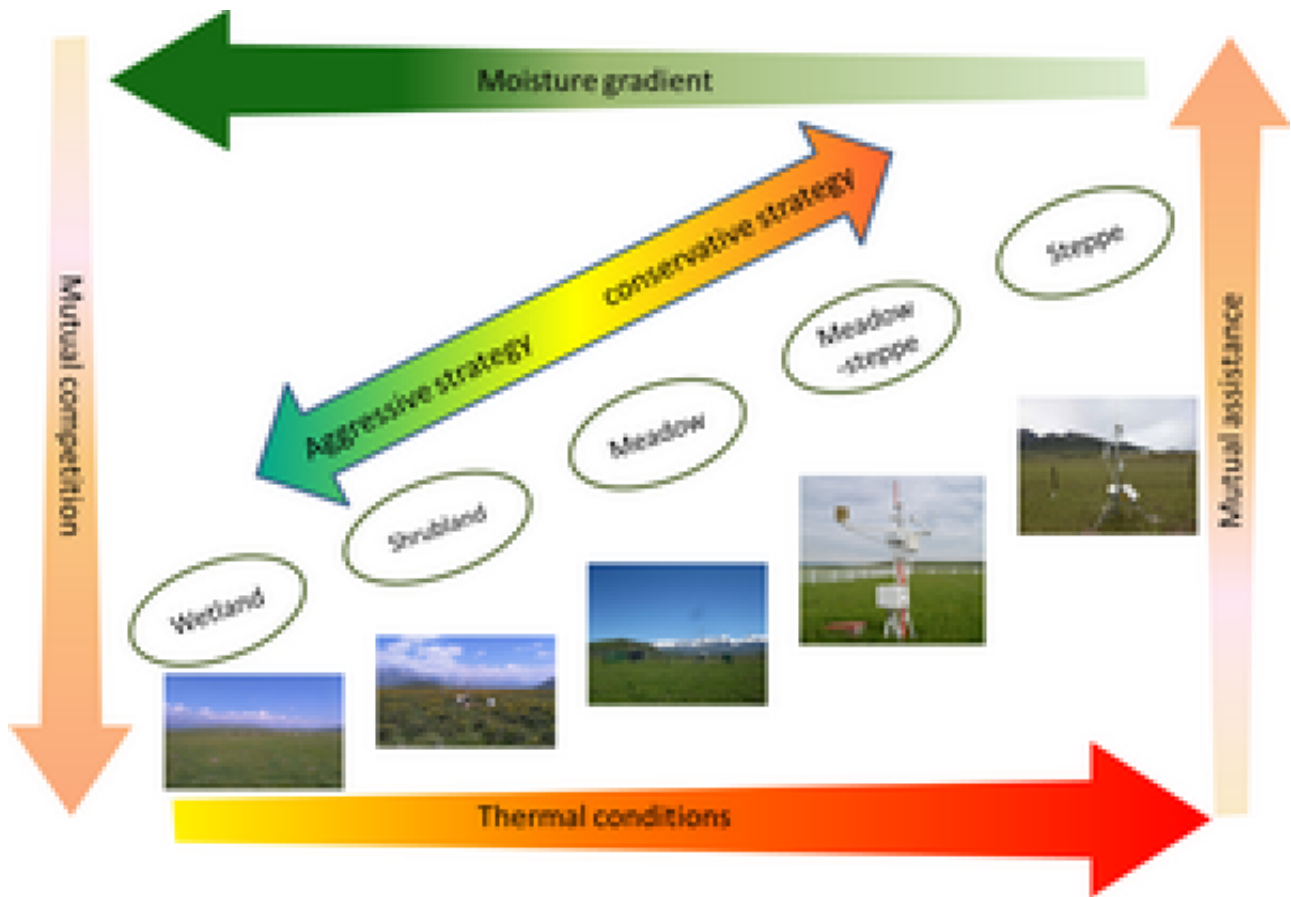 Moisture gradient
conservative strategy
Aggressive strategy
Steppe
Meadow
-steppe
Meadow
Shrubland
Wetland
Mutual competition
Mutual assistance
Thermal conditions